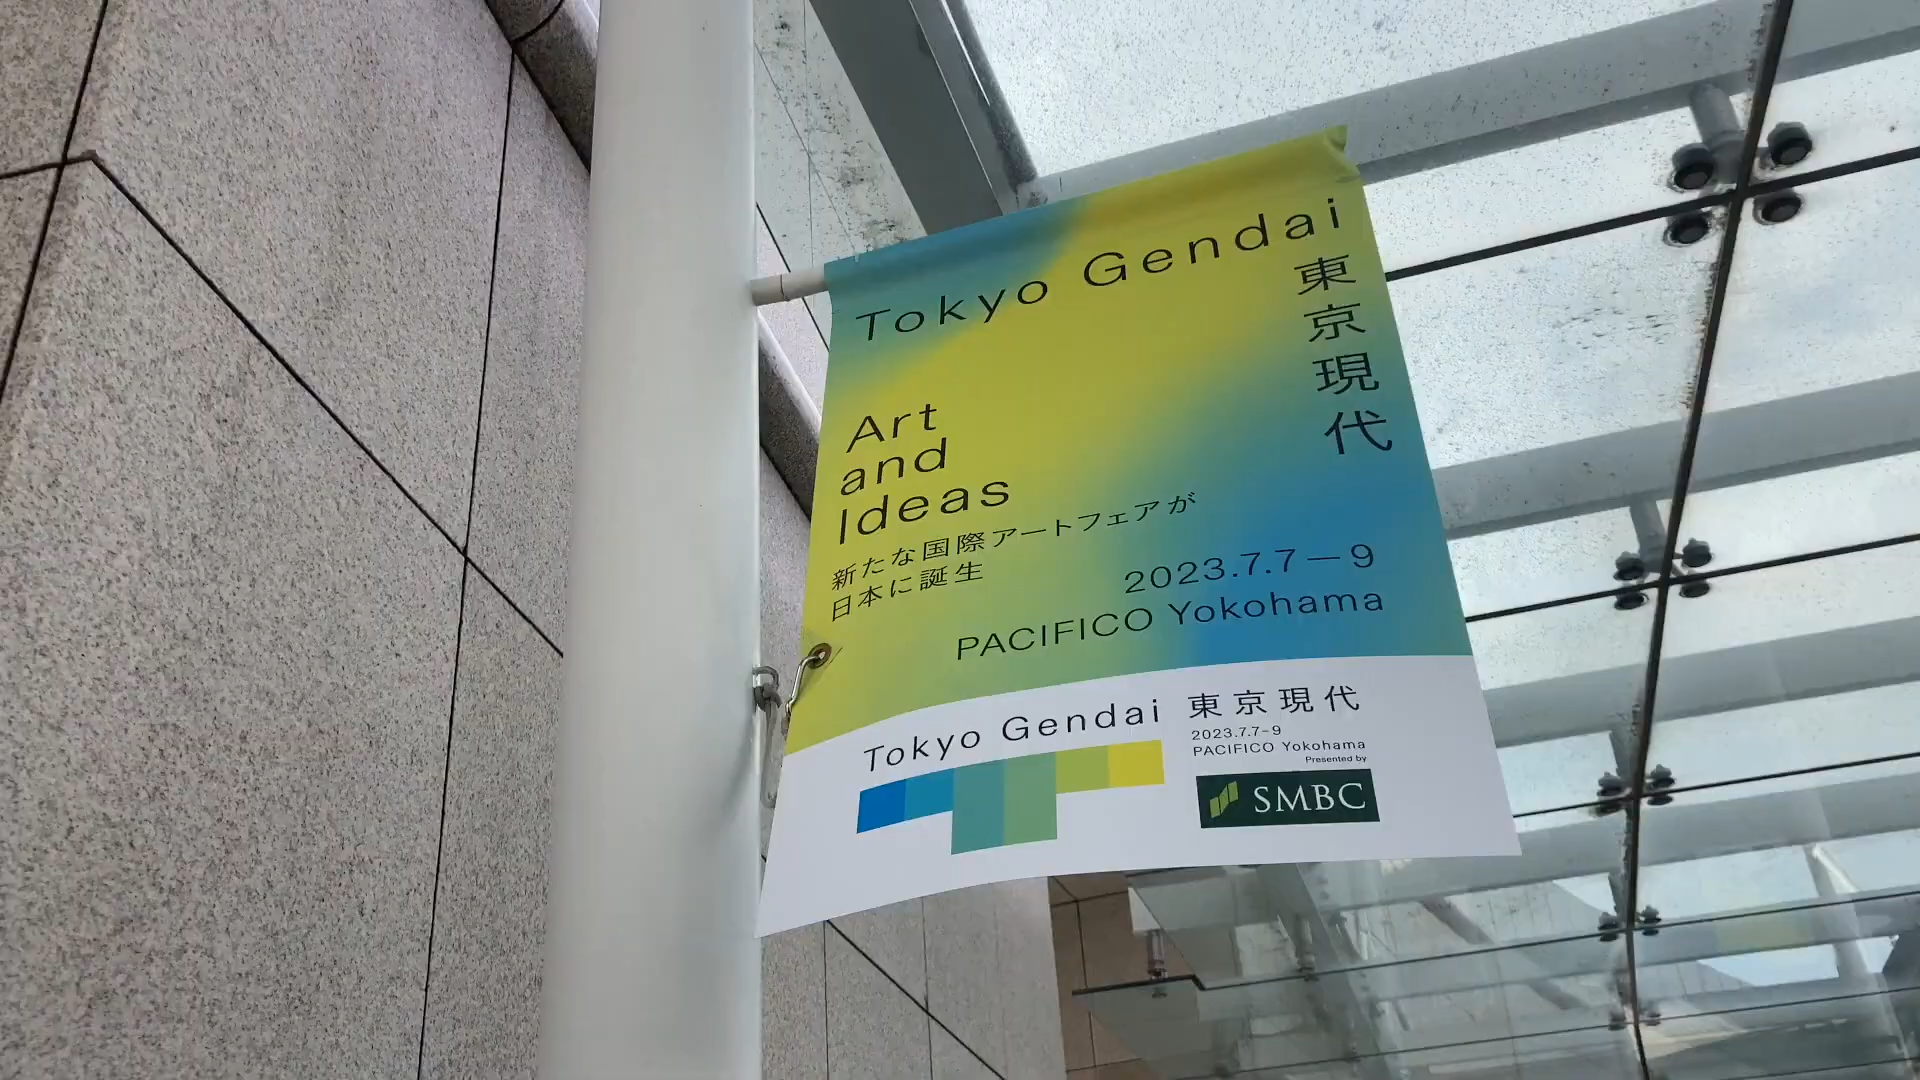 Tokyo Gendai
東京現代
Art
and
Ideas
新たな国際アートフェアが
日本に誕生
2023.7.7—9
PACIFICO Yokohama
Tokyo Gendai
東京現代
2023.7.7-9
PACIFICO Yokohama
Presented by
SMBC